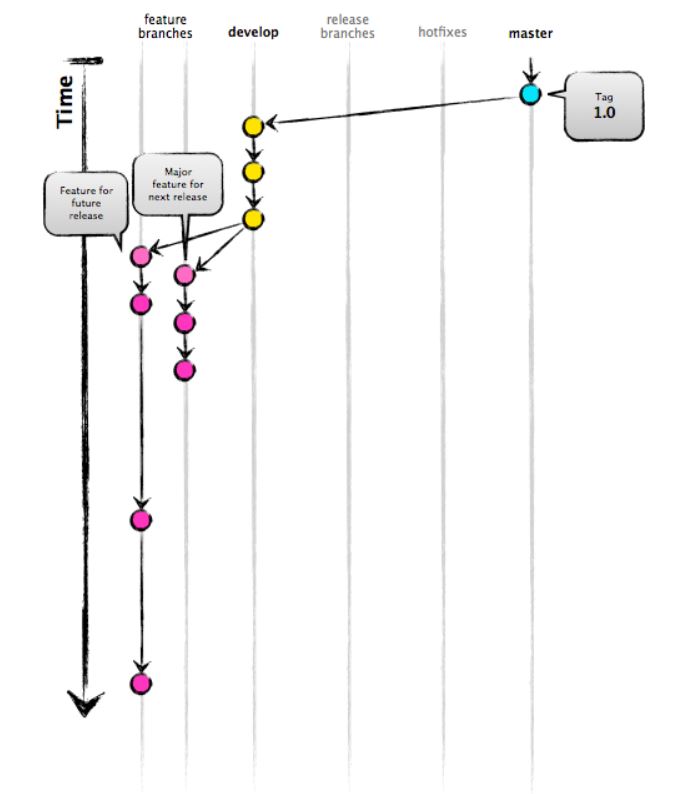 feature
branches
develop
release
branches
hotfixes
master
Time
Tag
1.0
Major
feature for
next release
Feature for
future
release